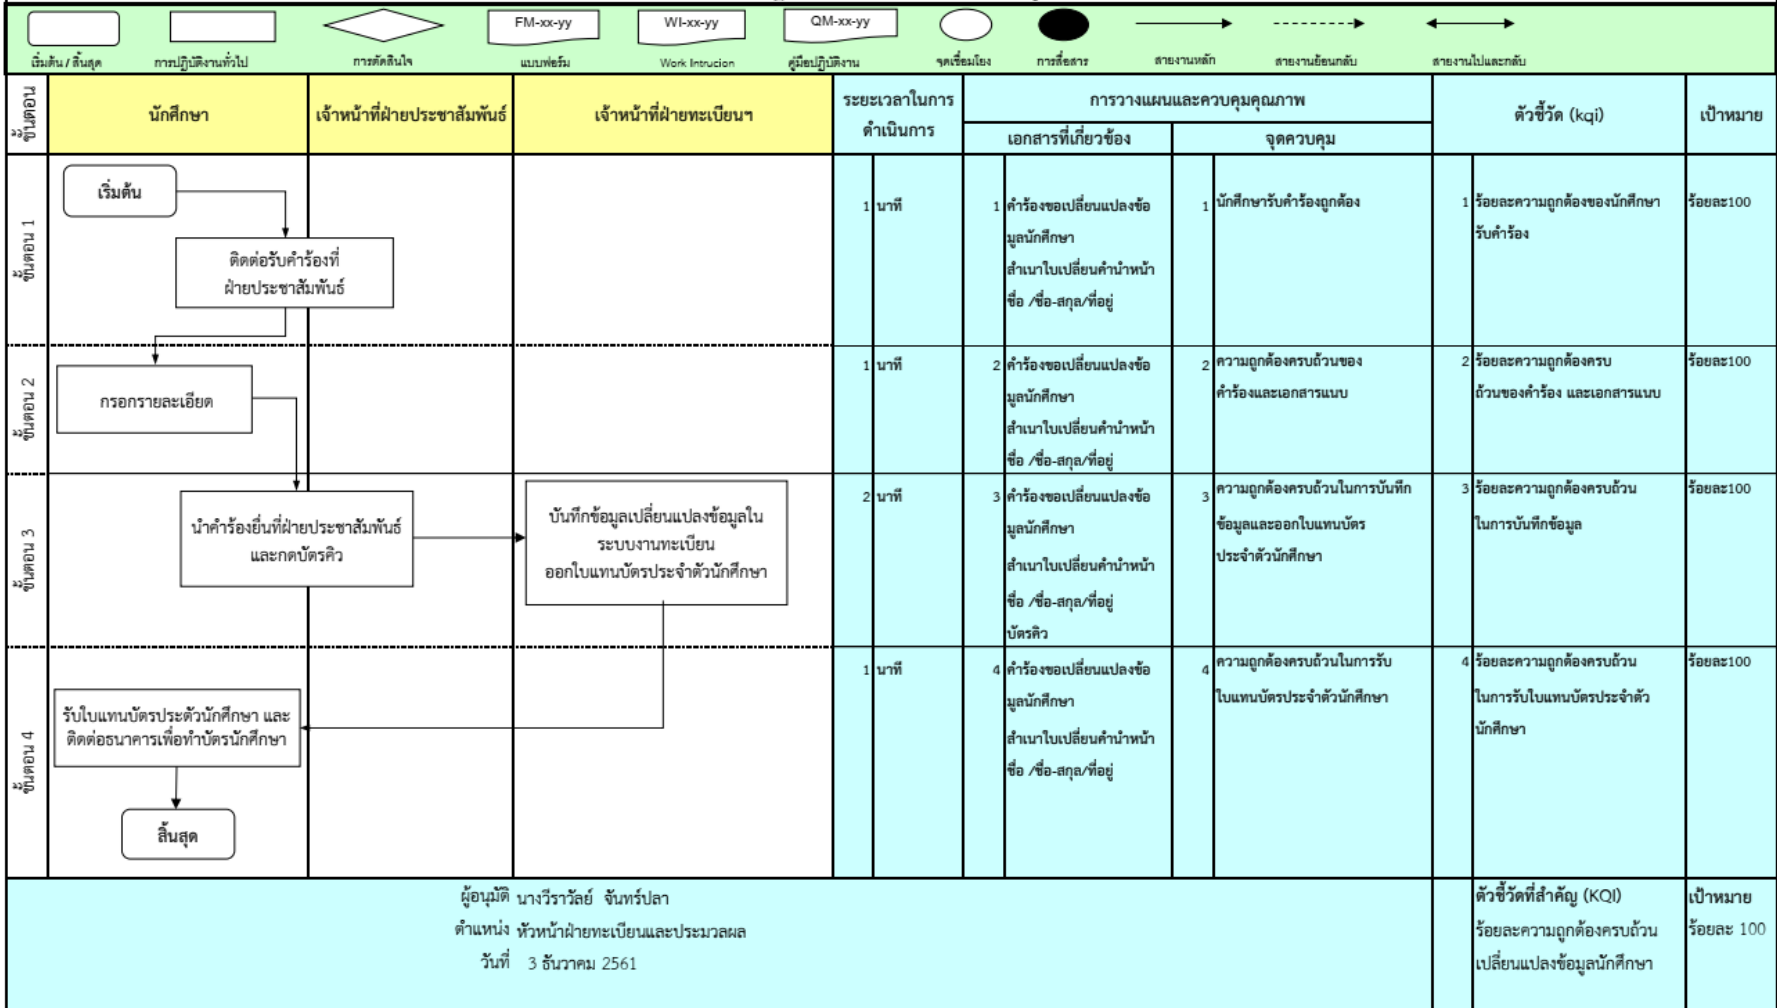 FM-xx-yy
WI-xx-yy
QM-xx-yy
เริ่มต้น / สิ้นสุด
การปฏิบัติงานทั่วไป
การตัดสินใจ
แบบฟอร์ม
Work Intrucion
คู่มือปฏิบัติงาน
จุดเชื่อมโยง
การสื่อสาร
สายงานหลัก
สายงานย้อนกลับ
สายงานไปและกลับ
ขั้นตอน
นักศึกษา
เจ้าหน้าที่ฝ่ายประชาสัมพันธ์
เจ้าหน้าที่ฝ่ายทะเบียนฯ
ระยะเวลาในการ
ดำเนินการ
การวางแผนและควบคุมคุณภาพ
เอกสารที่เกี่ยวข้อง
จุดควบคุม
ตัวชี้วัด (kqi)
เป้าหมาย
ขั้นตอน 1
เริ่มต้น
ติดต่อรับคำร้องที่
ฝ่ายประชาสัมพันธ์
1 นาที
1 คำร้องขอเปลี่ยนแปลงข้อ
มูลนักศึกษา
สำเนาใบเปลี่ยนคำนำหน้า
ชื่อ /ชื่อ-สกุล/ที่อยู่
1 นักศึกษารับคำร้องถูกต้อง
1 ร้อยละความถูกต้องของนักศึกษา
รับคำร้อง
ร้อยละ100
ขั้นตอน 2
กรอกรายละเอียด
1 นาที
2 คำร้องขอเปลี่ยนแปลงข้อ
มูลนักศึกษา
สำเนาใบเปลี่ยนคำนำหน้า
ชื่อ /ชื่อ-สกุล/ที่อยู่
2 ความถูกต้องครบถ้วนของ
คำร้องและเอกสารแนบ
2 ร้อยละความถูกต้องครบ
ถ้วนของคำร้อง และเอกสารแนบ
ร้อยละ100
ขั้นตอน 3
นำคำร้องยื่นที่ฝ่ายประชาสัมพันธ์
และกดบัตรคิว
บันทึกข้อมูลเปลี่ยนแปลงข้อมูลใน
ระบบงานทะเบียน
ออกใบแทนบัตรประจำตัวนักศึกษา
2 นาที
3 คำร้องขอเปลี่ยนแปลงข้อ
มูลนักศึกษา
สำเนาใบเปลี่ยนคำนำหน้า
ชื่อ /ชื่อ-สกุล/ที่อยู่
บัตรคิว
3 ความถูกต้องครบถ้วนในการบันทึก
ข้อมูลและออกใบแทนบัตร
ประจำตัวนักศึกษา
3 ร้อยละความถูกต้องครบถ้วน
ในการบันทึกข้อมูล
ร้อยละ100
ขั้นตอน 4
รับใบแทนบัตรประตัวนักศึกษา และ
ติดต่อธนาคารเพื่อทำบัตรนักศึกษา
สิ้นสุด
1 นาที
4 คำร้องขอเปลี่ยนแปลงข้อ
มูลนักศึกษา
สำเนาใบเปลี่ยนคำนำหน้า
ชื่อ /ชื่อ-สกุล/ที่อยู่
4 ความถูกต้องครบถ้วนในการรับ
ใบแทนบัตรประจำตัวนักศึกษา
4 ร้อยละความถูกต้องครบถ้วน
ในการรับใบแทนบัตรประจำตัว
นักศึกษา
ร้อยละ100
ผู้อนุมัติ นางวีราวัลย์ จันทร์ปลา
ตำแหน่ง หัวหน้าฝ่ายทะเบียนและประมวลผล
วันที่ 3 ธันวาคม 2561
ตัวชี้วัดที่สำคัญ (KQI)
ร้อยละความถูกต้องครบถ้วน
เปลี่ยนแปลงข้อมูลนักศึกษา
เป้าหมาย
ร้อยละ 100